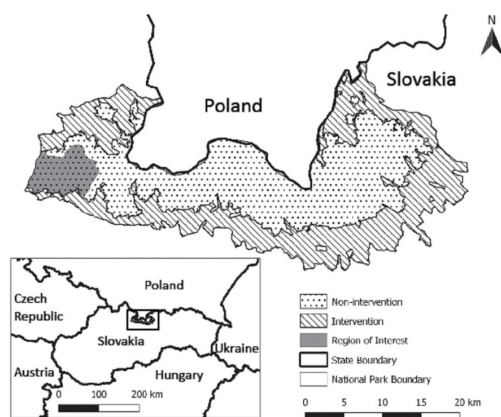 N
Slovakia
Poland
Poland
Czech
Republic
Slovakia
Ukraine
Austria
Hungary
0 100 200 km
Non-intervention
Intervention
Region of Interest
State Boundary
National Park Boundary
0 5 10 15 20
km